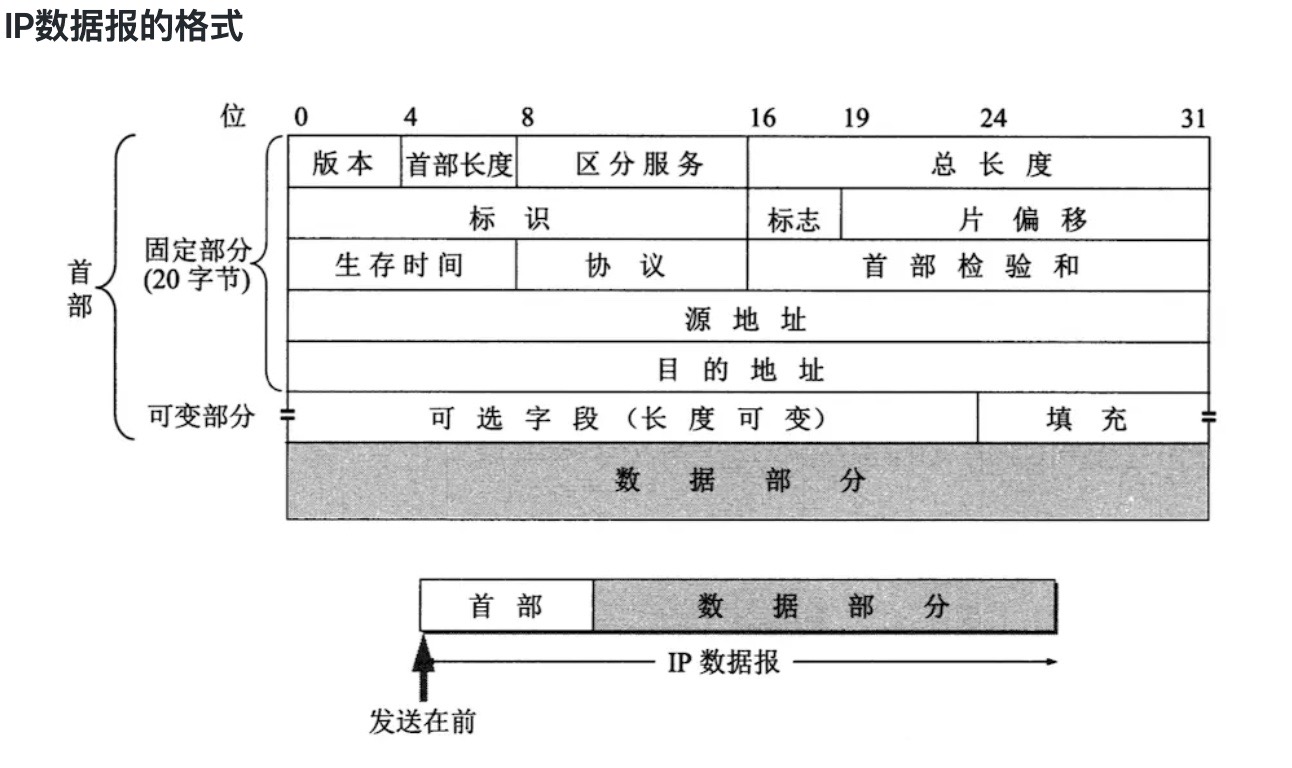 IP数据报的格式
位 0 4 8 16 19 24 31
版本 首部长度 区分服务 总长度
标识 标志 片偏移
固定部分
(20 字节)
首部
生存时间 协议 首部检验和
源地址
目的地址
可变部分 可选字段（长度可变） 填充
数据部分
首部 数据部分
IP 数据报
发送在前